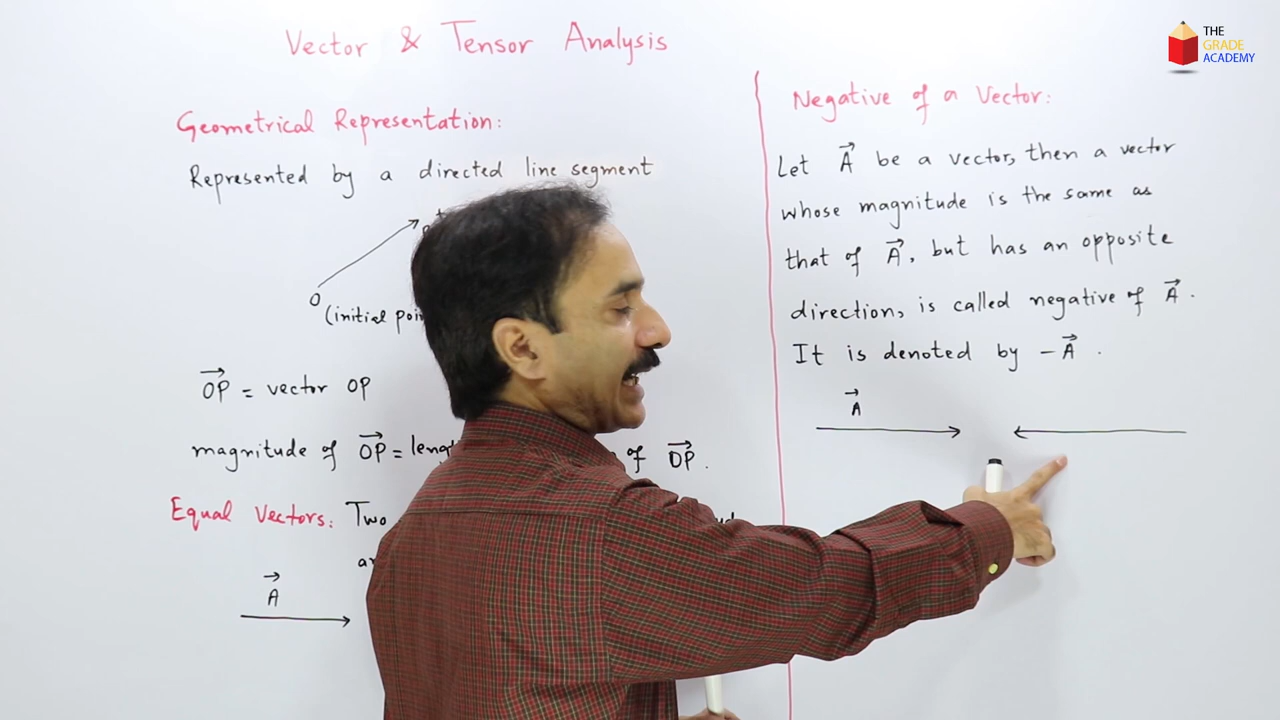 Vector & Tensor Analysis
THE
GRADE
ACADEMY
Geometrical Representation:
Represented by a directed line segment
P
O
(initial poin
OP = vector OP
magnitude of OP = leng of OP.
Equal Vectors: Two
A
Negative of a Vector:
Let A be a vector, then a vector
whose magnitude is the same as
that of A, but has an opposite
direction, is called negative of A.
It is denoted by -A.
A